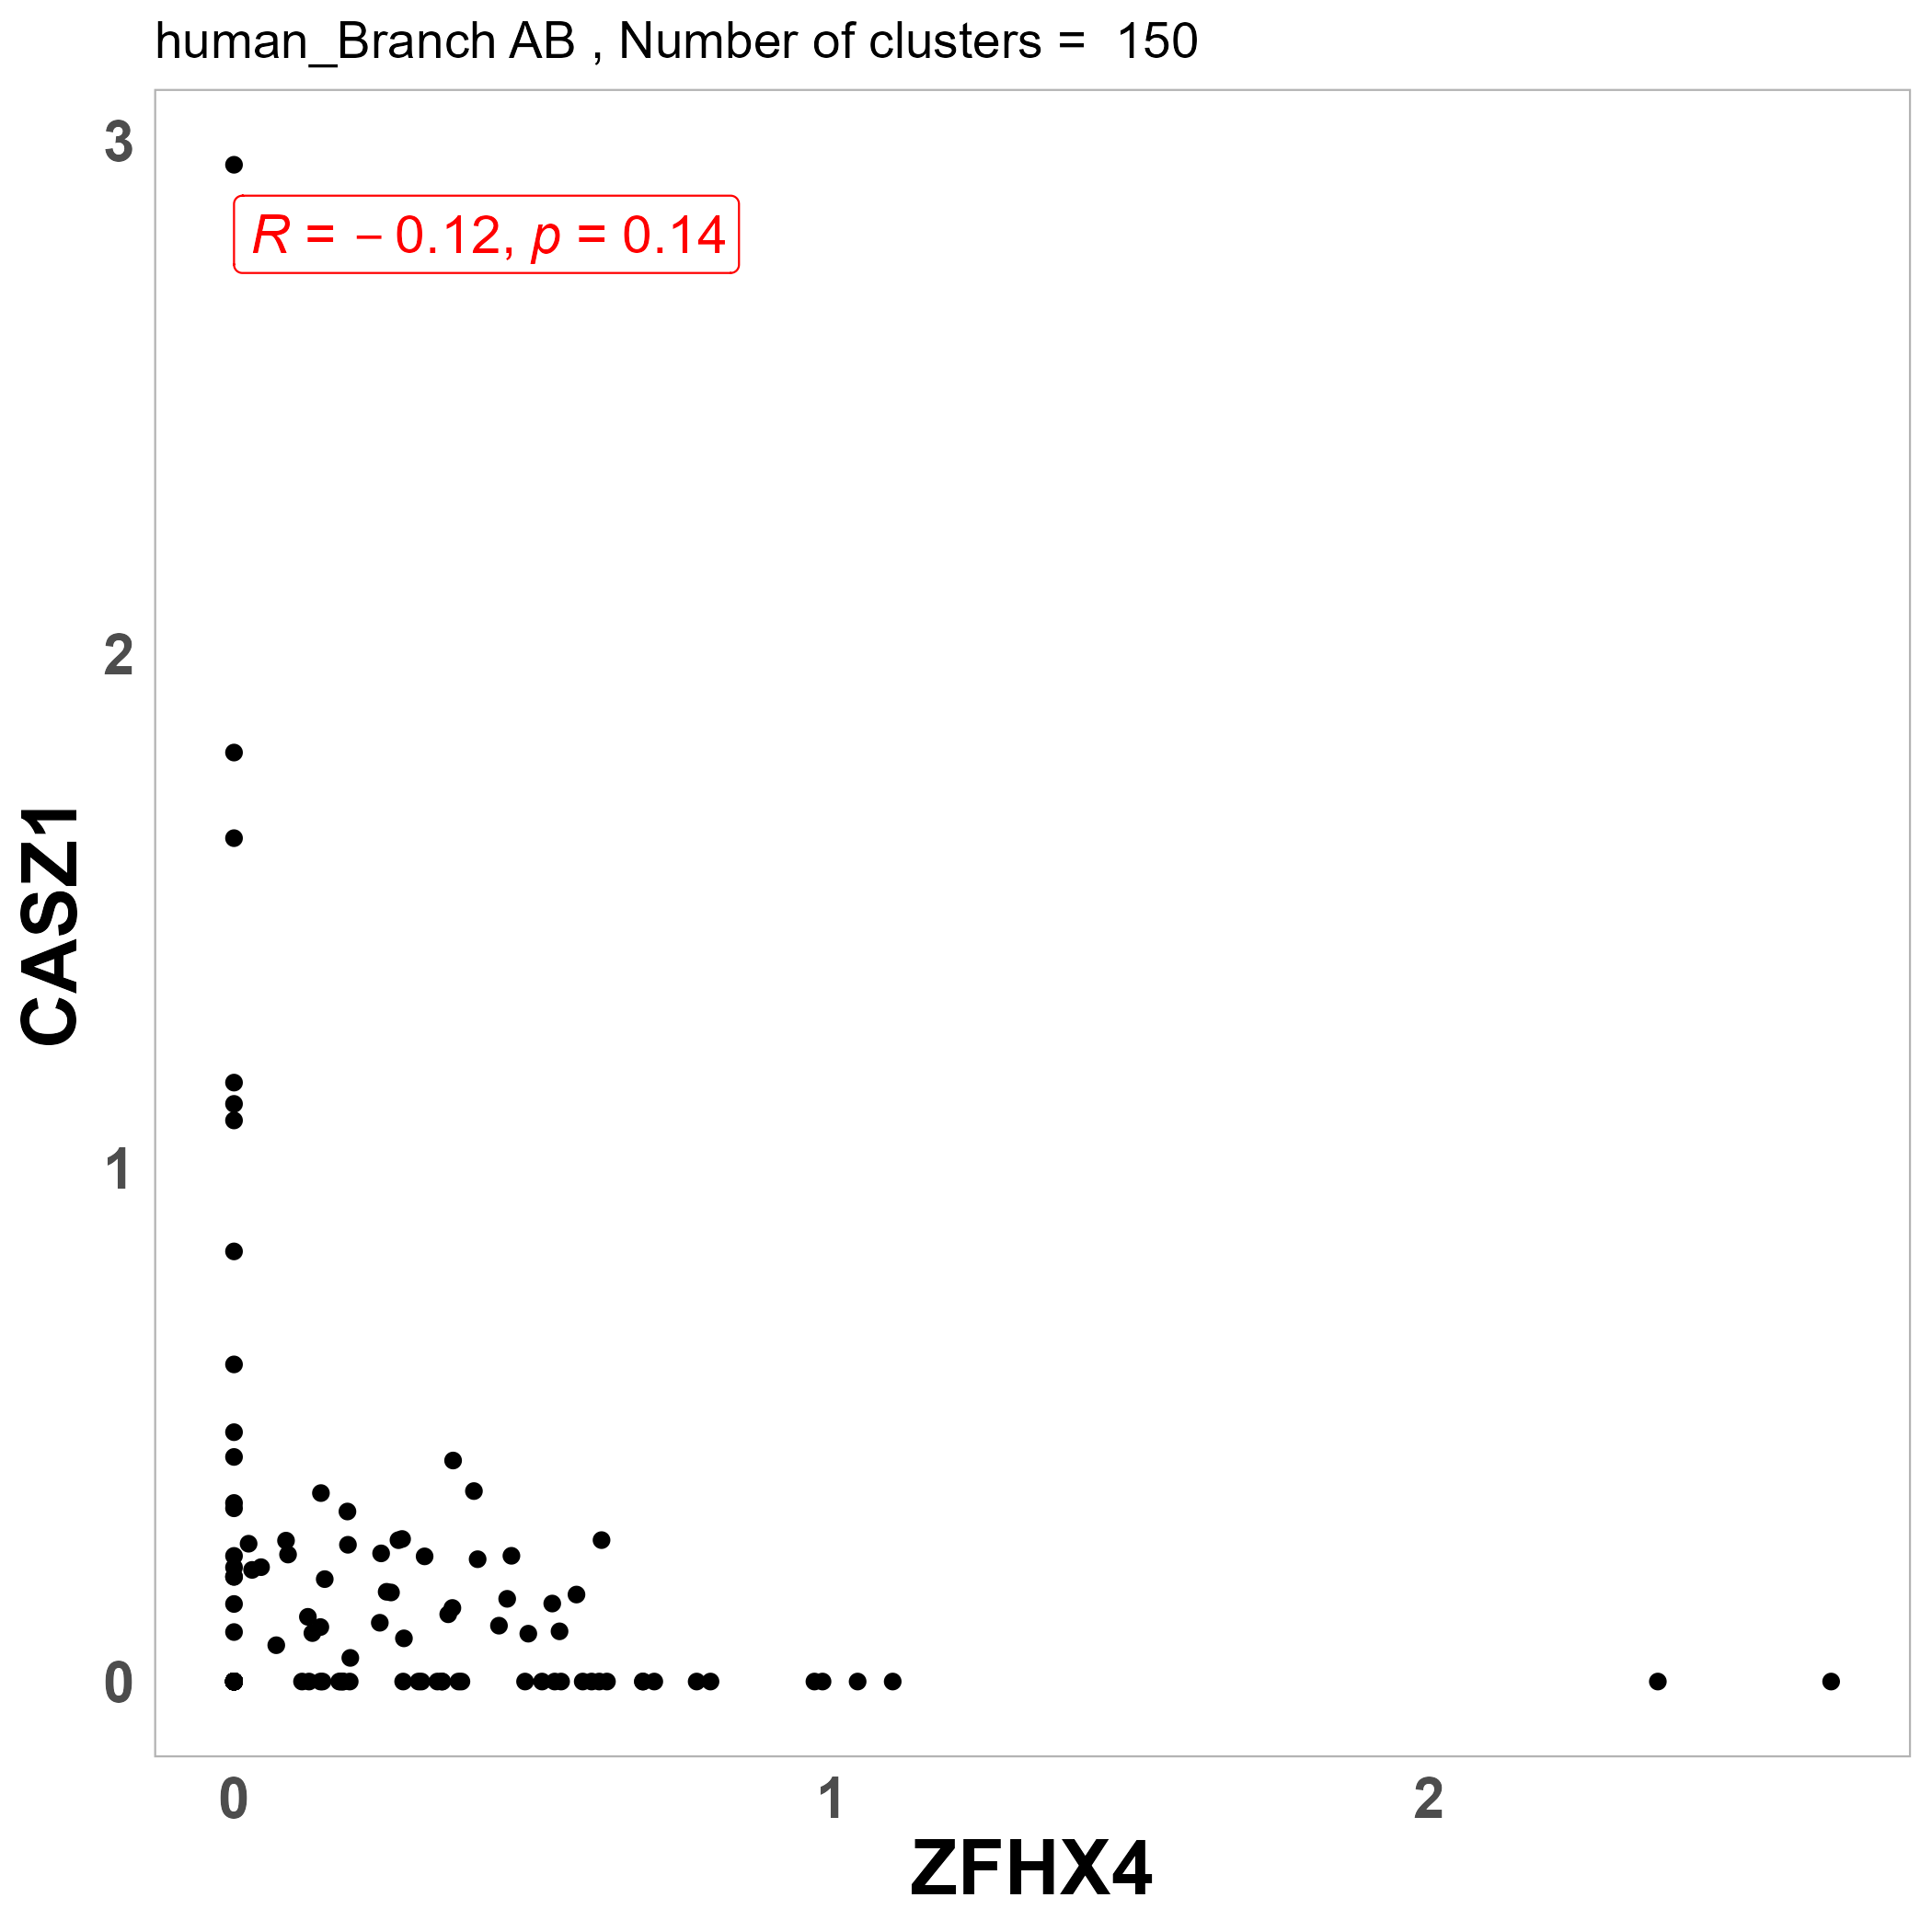 human_Branch AB , Number of clusters =  150
3
R = − 0.12, p = 0.14
2
CASZ1
1
0
0 1 2
ZFHX4